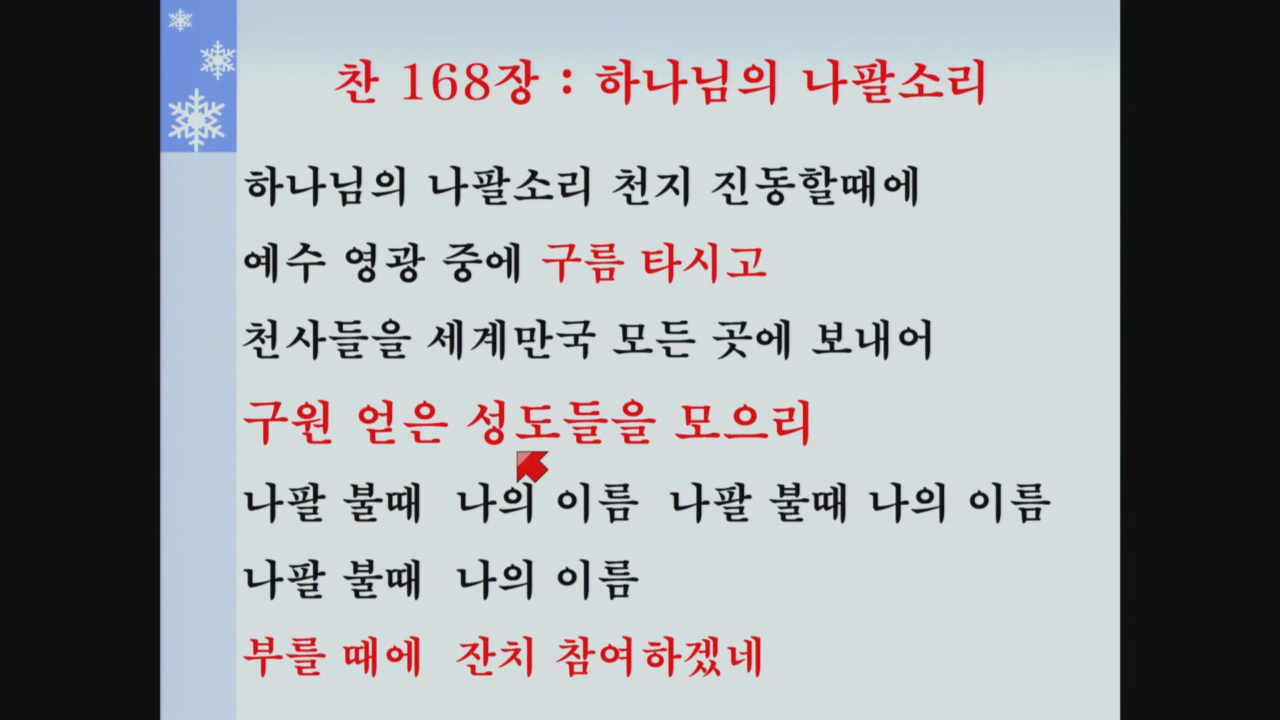 찬 168장 : 하나님의 나팔소리
하나님의 나팔소리 천지 진동할때에
예수 영광 중에 구름 타시고
천사들을 세계만국 모든 곳에 보내어
구원 얻은 성도들을 모으리
나팔 불때 나의 이름 나팔 불때 나의 이름
나팔 불때 나의 이름
부를 때에 잔치 참여하겠네